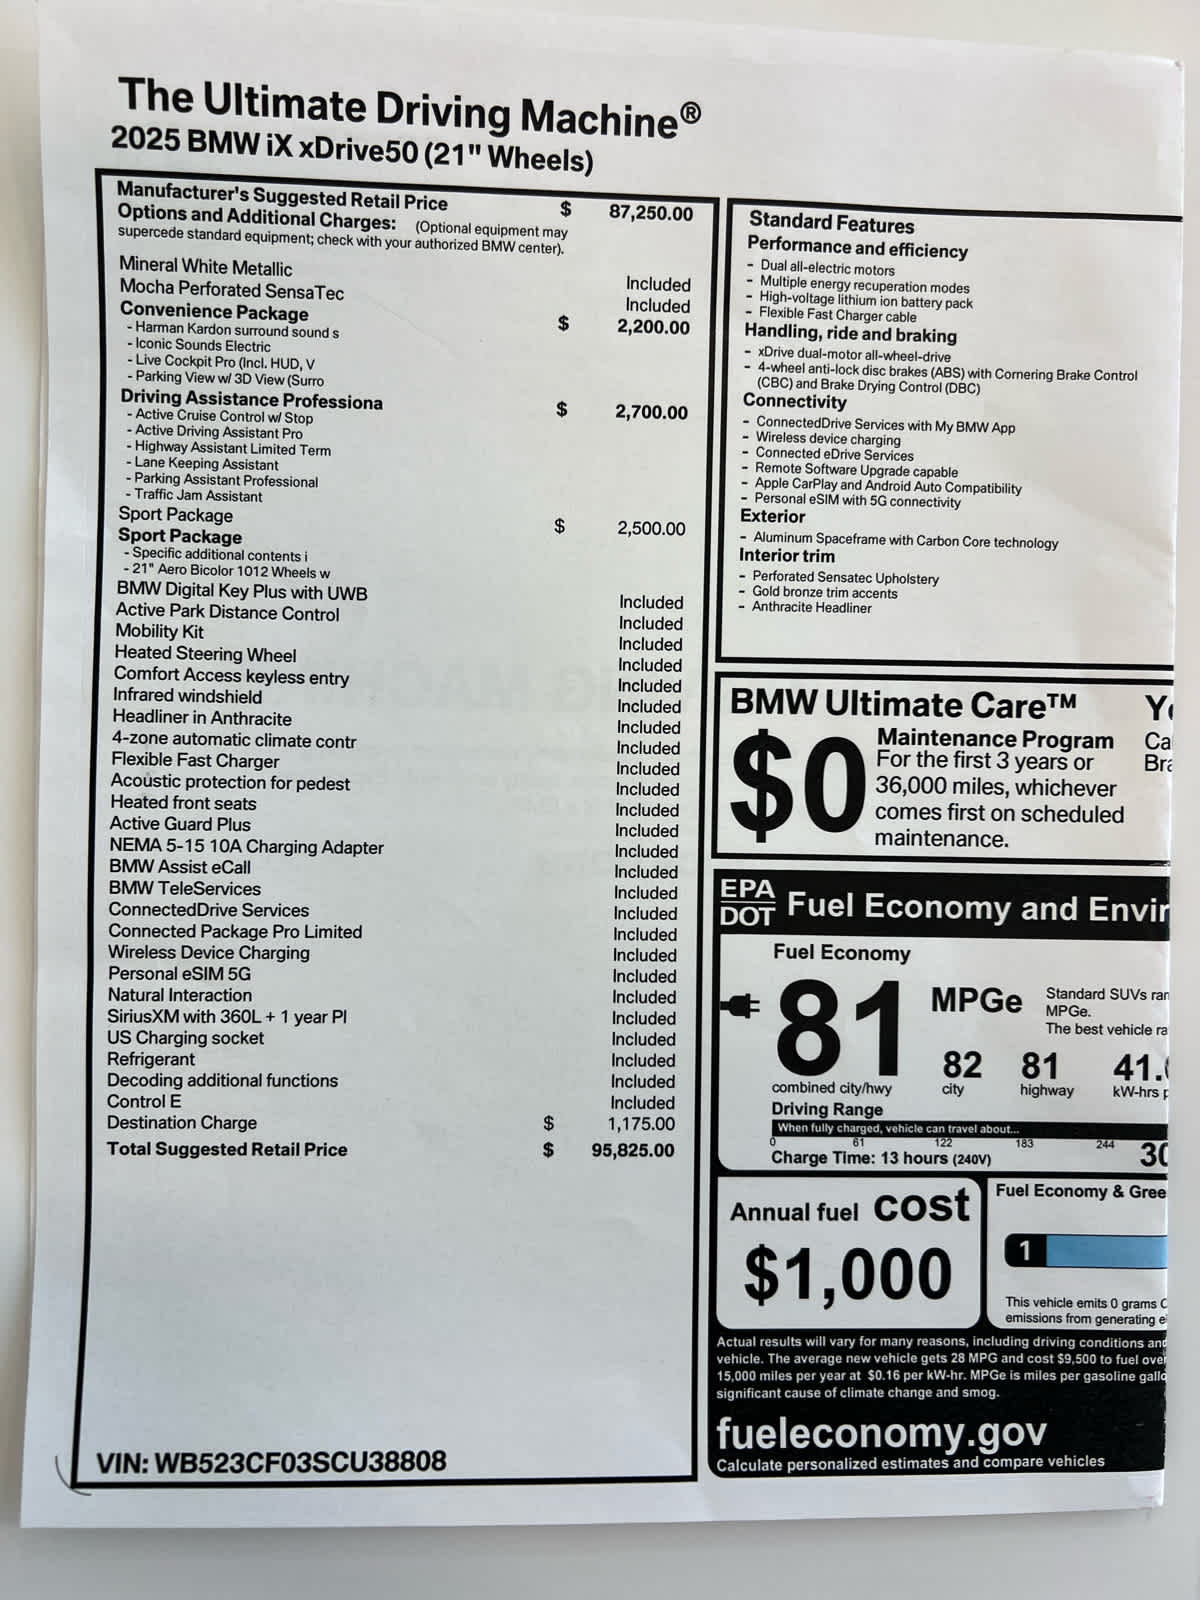 The Ultimate Driving Machine®
2025 BMW iX xDrive50 (21" Wheels)
Manufacturer's Suggested Retail Price $ 87,250.00
Options and Additional Charges: (Optional equipment may
supercede standard equipment; check with your authorized BMW center).
Mineral White Metallic Included
Mocha Perforated SensaTec Included
Convenience Package $ 2,200.00
- Harman Kardon surround sound s
- Iconic Sounds Electric
- Live Cockpit Pro (Incl. HUD, V
- Parking View w/ 3D View (Surro
Driving Assistance Professiona $ 2,700.00
- Active Cruise Control w/ Stop
- Active Driving Assistant Pro
- Highway Assistant Limited Term
- Lane Keeping Assistant
- Parking Assistant Professional
- Traffic Jam Assistant
Sport Package $ 2,500.00
Sport Package
- Specific additional contents i
- 21" Aero Bicolor 1012 Wheels w
BMW Digital Key Plus with UWB Included
Active Park Distance Control Included
Mobility Kit Included
Heated Steering Wheel Included
Comfort Access keyless entry Included
Infrared windshield Included
Headliner in Anthracite Included
4-zone automatic climate contr Included
Flexible Fast Charger Included
Acoustic protection for pedest Included
Heated front seats Included
Active Guard Plus Included
NEMA 5-15 10A Charging Adapter Included
BMW Assist eCall Included
BMW TeleServices Included
ConnectedDrive Services Included
Connected Package Pro Limited Included
Wireless Device Charging Included
Personal eSIM 5G Included
Natural Interaction Included
SiriusXM with 360L + 1 year Pl Included
US Charging socket Included
Refrigerant Included
Decoding additional functions Included
Control E Included
Destination Charge $ 1,175.00
Total Suggested Retail Price $ 95,825.00
VIN: WB523CF03SCU38808
Standard Features
Performance and efficiency
- Dual all-electric motors
- Multiple energy recuperation modes
- High-voltage lithium ion battery pack
- Flexible Fast Charger cable
Handling, ride and braking
- xDrive dual-motor all-wheel-drive
- 4-wheel anti-lock disc brakes (ABS) with Cornering Brake Control
(CBC) and Brake Drying Control (DBC)
Connectivity
- ConnectedDrive Services with My BMW App
- Wireless device charging
- Connected eDrive Services
- Remote Software Upgrade capable
- Apple CarPlay and Android Auto Compatibility
- Personal eSIM with 5G connectivity
Exterior
- Aluminum Spaceframe with Carbon Core technology
Interior trim
- Perforated Sensatec Upholstery
- Gold bronze trim accents
- Anthracite Headliner
BMW Ultimate Care™
$0
Maintenance Program
For the first 3 years or
36,000 miles, whichever
comes first on scheduled
maintenance.
Ca
Bra
EPA
DOT
Fuel Economy and Envir
Fuel Economy
81 MPGe
Standard SUVs ran
MPGe.
The best vehicle ra
82 81 41.
combined city/hwy city highway kW-hrs p
Driving Range
When fully charged, vehicle can travel about...
0 61 122 183 244
30
Charge Time: 13 hours (240V)
Annual fuel cost
$1,000
Fuel Economy & Gree
1
This vehicle emits 0 grams C
emissions from generating e
Actual results will vary for many reasons, including driving conditions and
vehicle. The average new vehicle gets 28 MPG and cost $9,500 to fuel over
15,000 miles per year at $0.16 per kW-hr. MPGe is miles per gasoline gallo
significant cause of climate change and smog.
fueleconomy.gov
Calculate personalized estimates and compare vehicles